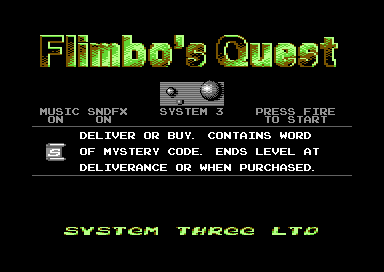 Flimbo's Quest
MUSIC SNDFX SYSTEM 3 PRESS FIRE
ON ON TO START
DELIVER OR BUY. CONTAINS WORD
S OF MYSTERY CODE. ENDS LEVEL AT
DELIVERANCE OR WHEN PURCHASED.
SYSTEM THREE LTD